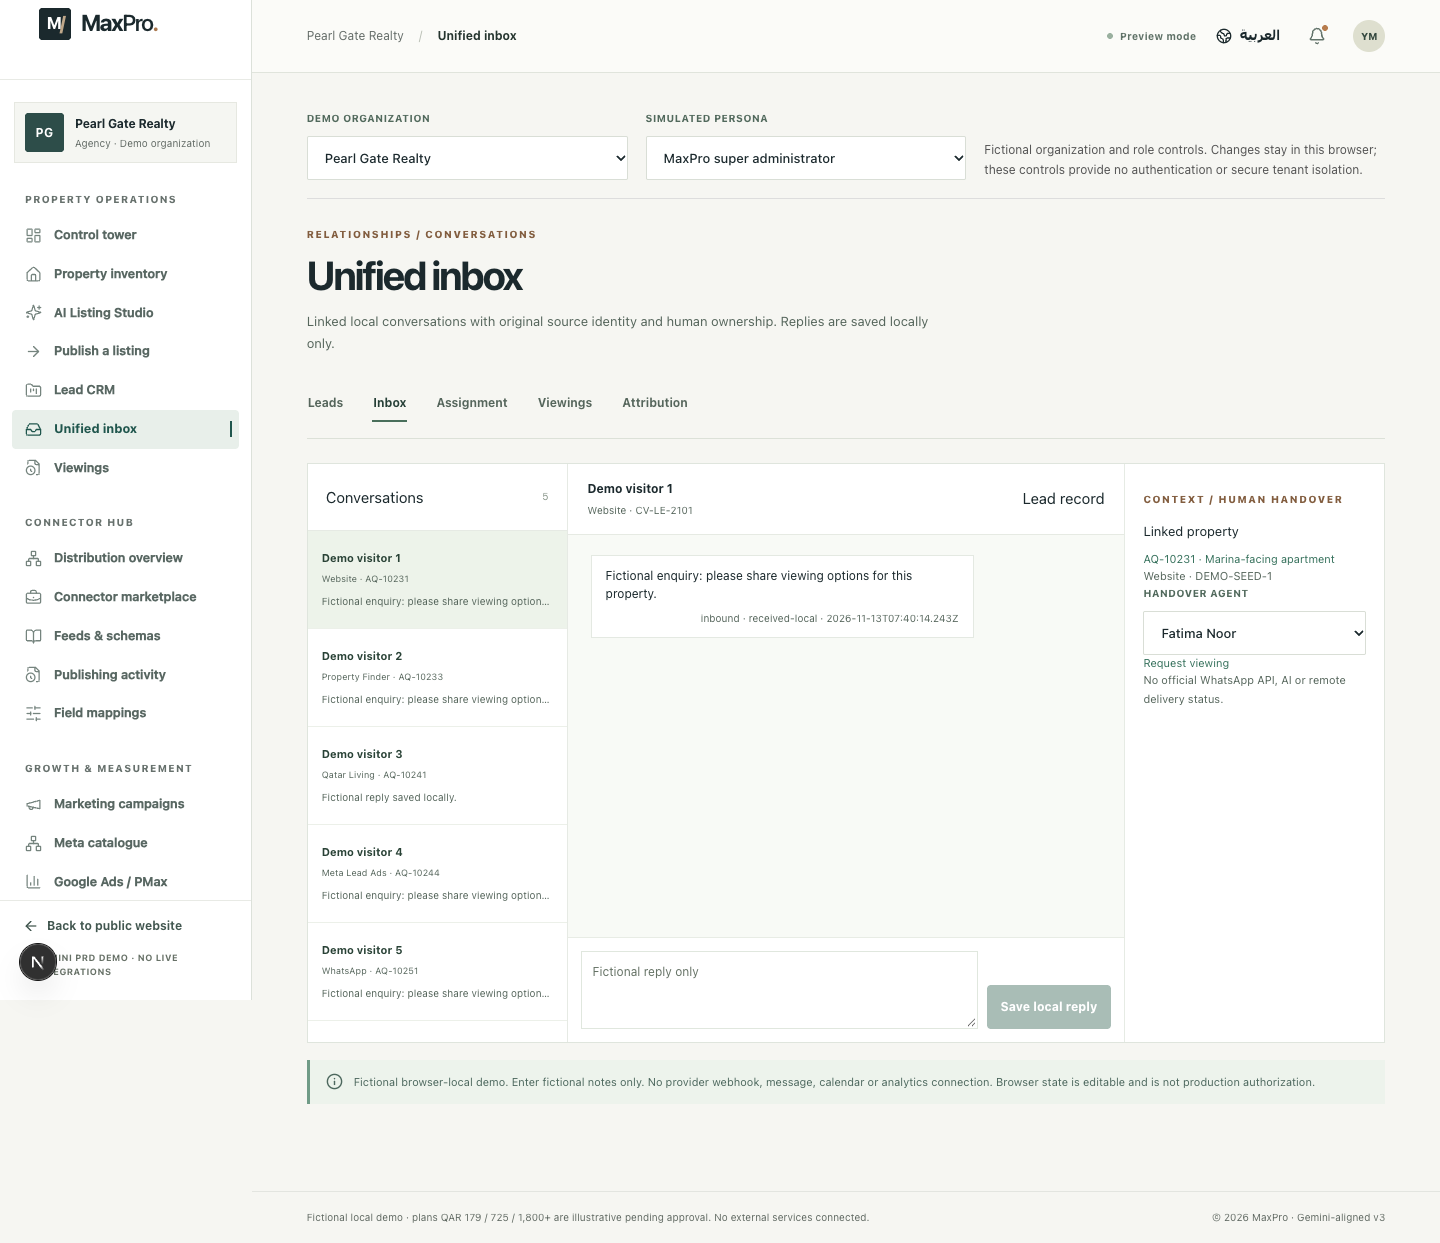 M/ MaxPro.
Pearl Gate Realty / Unified inbox
Preview mode
العربية
YM
PG
Pearl Gate Realty
Agency · Demo organization
PROPERTY OPERATIONS
Control tower
Property inventory
AI Listing Studio
Publish a listing
Lead CRM
Unified inbox
Viewings
CONNECTOR HUB
Distribution overview
Connector marketplace
Feeds & schemas
Publishing activity
Field mappings
GROWTH & MEASUREMENT
Marketing campaigns
Meta catalogue
Google Ads / PMax
Back to public website
INI PRD DEMO · NO LIVE
EGRATIONS
N
DEMO ORGANIZATION
Pearl Gate Realty
SIMULATED PERSONA
MaxPro super administrator
Fictional organization and role controls. Changes stay in this browser;
these controls provide no authentication or secure tenant isolation.
RELATIONSHIPS / CONVERSATIONS
Unified inbox
Linked local conversations with original source identity and human ownership. Replies are saved locally
only.
Leads
Inbox
Assignment
Viewings
Attribution
Conversations
5
Demo visitor 1
Website · AQ-10231
Fictional enquiry: please share viewing option...
Demo visitor 2
Property Finder · AQ-10233
Fictional enquiry: please share viewing option...
Demo visitor 3
Qatar Living · AQ-10241
Fictional reply saved locally.
Demo visitor 4
Meta Lead Ads · AQ-10244
Fictional enquiry: please share viewing option...
Demo visitor 5
WhatsApp · AQ-10251
Fictional enquiry: please share viewing option...
Demo visitor 1
Website · CV-LE-2101
Lead record
Fictional enquiry: please share viewing options for this
property.
inbound · received-local · 2026-11-13T07:40:14.243Z
Fictional reply only
Save local reply
CONTEXT / HUMAN HANDOVER
Linked property
AQ-10231 · Marina-facing apartment
Website · DEMO-SEED-1
HANDOVER AGENT
Fatima Noor
Request viewing
No official WhatsApp API, AI or remote
delivery status.
Fictional browser-local demo. Enter fictional notes only. No provider webhook, message, calendar or analytics connection. Browser state is editable and is not production authorization.
Fictional local demo · plans QAR 179 / 725 / 1,800+ are illustrative pending approval. No external services connected.
© 2026 MaxPro · Gemini-aligned v3